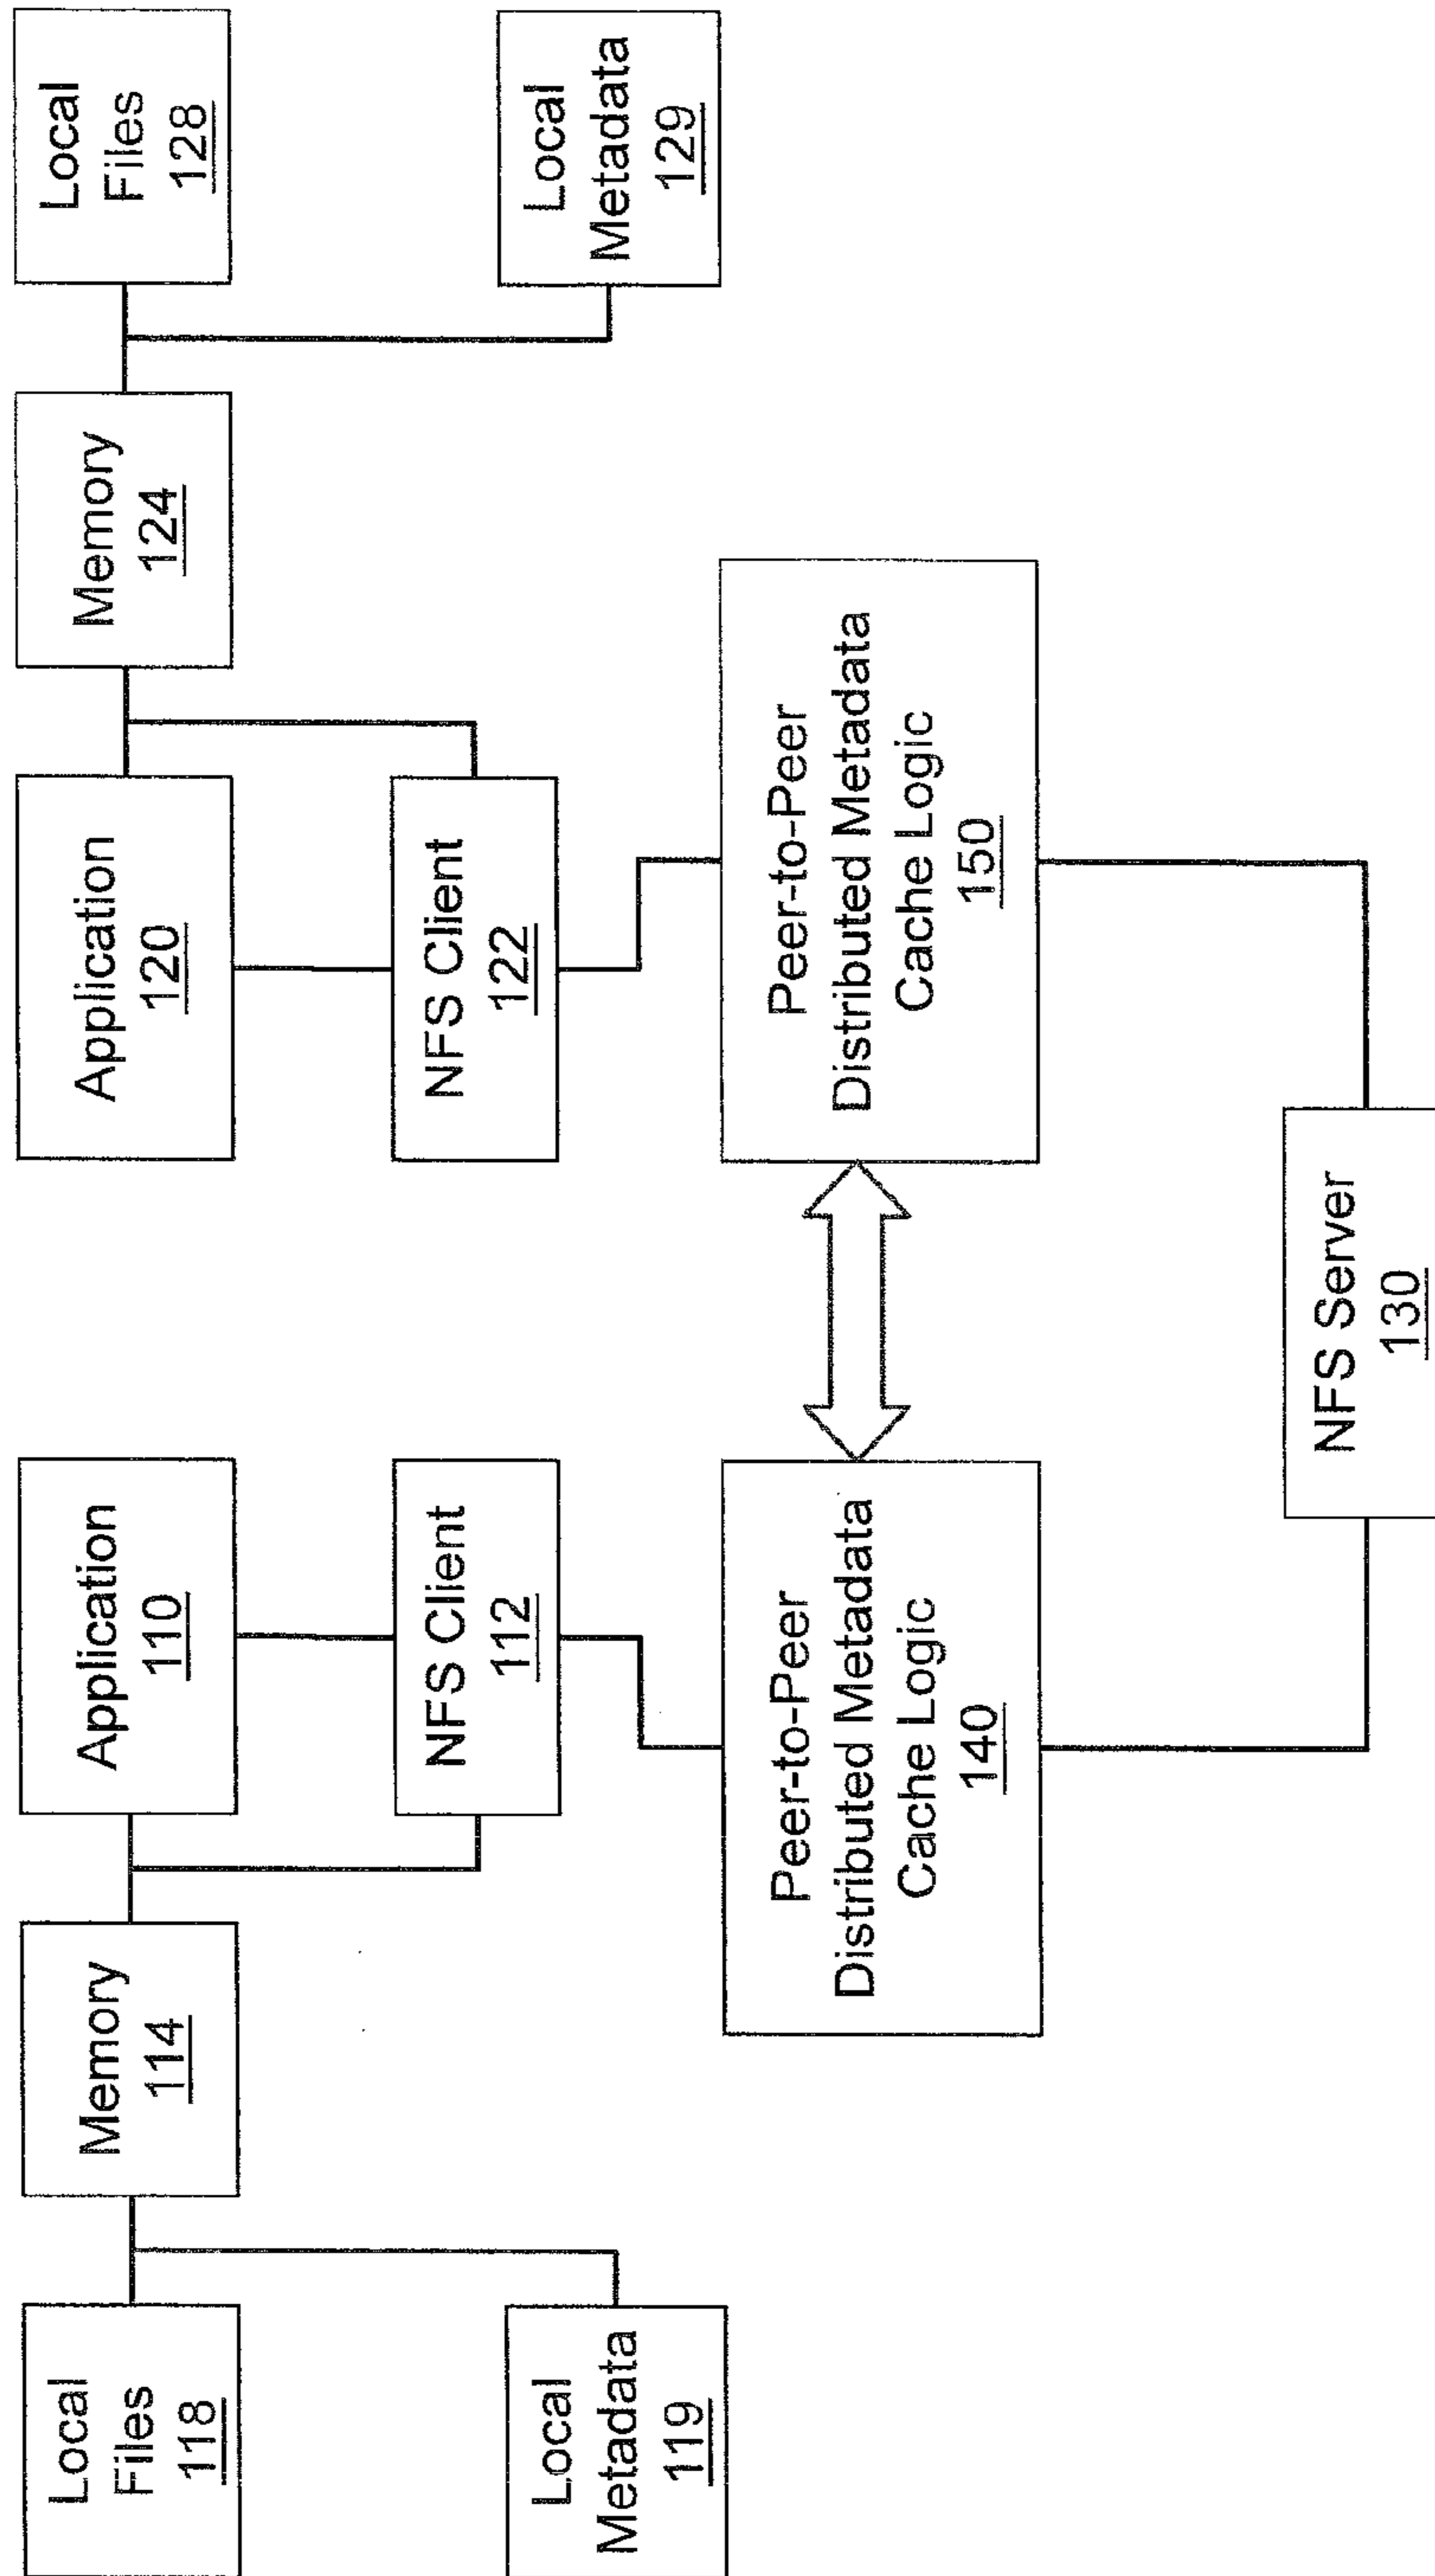 Local
Files
118
Memory
114
Application
110
Application
120
Memory
124
Local
Files
128
Local
Metadata
119
NFS Client
112
NFS Client
122
Local
Metadata
129
Peer-to-Peer
Distributed Metadata
Cache Logic
140
Peer-to-Peer
Distributed Metadata
Cache Logic
150
NFS Server
130